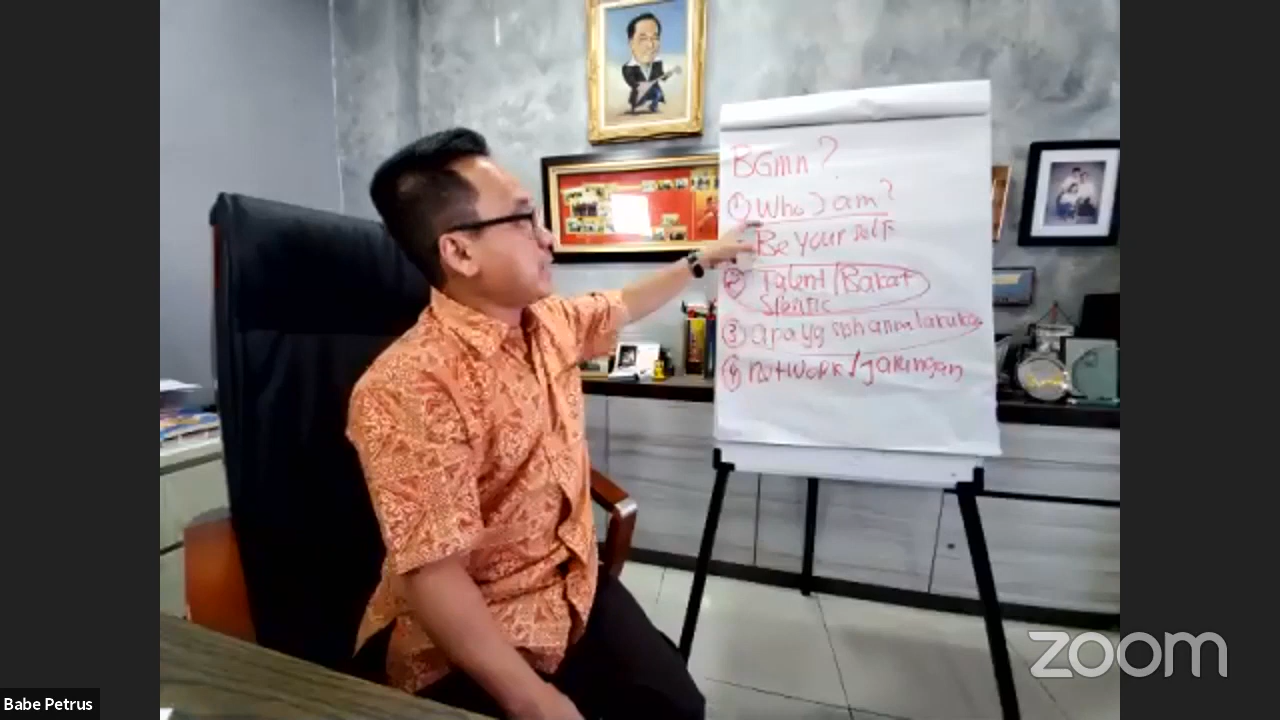 BGmn?
① Who I am?
- Be Your self
② Talent/Bakat
③ apa yg sdh anda lakukan
④ network/jaringan
zoom
Babe Petrus